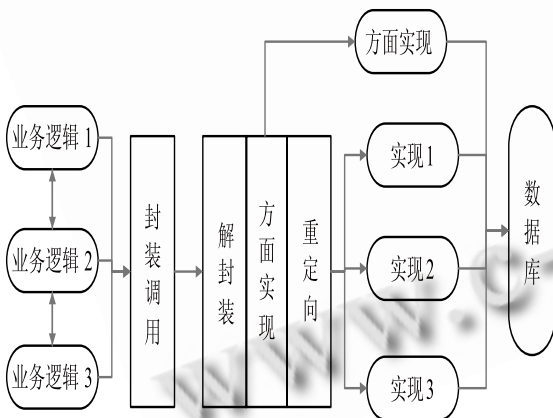 方面实现
业务逻辑 1
业务逻辑 2
业务逻辑 3
封装调用
解封装
方面实现
重定向
实现1
实现2
实现3
数据库
www.c